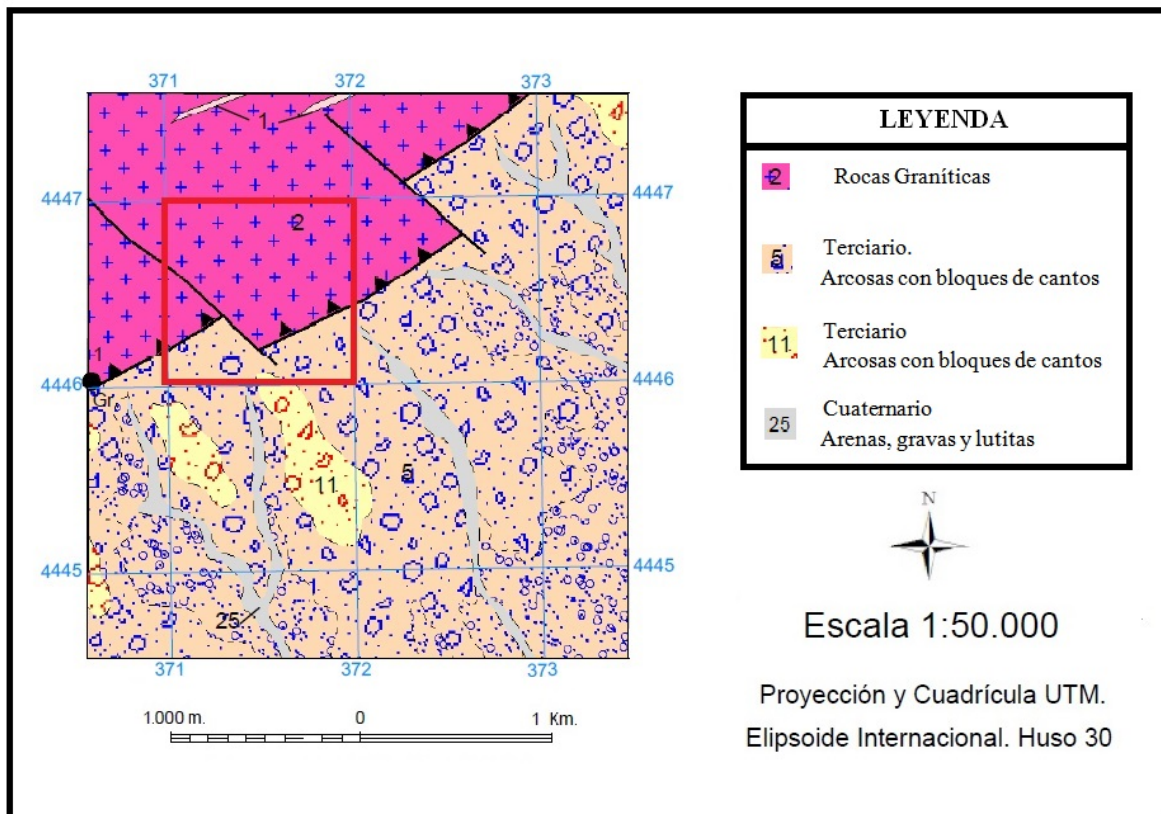 371 372 373
1
4447 2 4447
1
4446 4446
Gr.
5
11
4445 4445
25
371 372 373
1.000 m. 0 1 Km.
LEYENDA
2 Rocas Graníticas
5 Terciario.
Arcosas con bloques de cantos
11 Terciario
Arcosas con bloques de cantos
25 Cuaternario
Arenas, gravas y lutitas
N
Escala 1:50.000
Proyección y Cuadrícula UTM.
Elipsoide Internacional. Huso 30